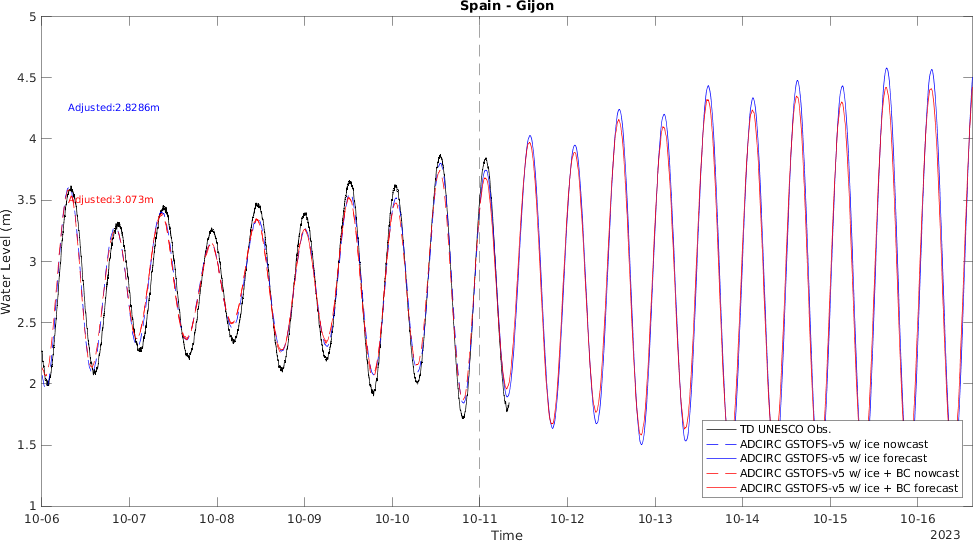 Spain - Gijon
5
4.5
4
3.5
3
2.5
2
1.5
1
Water Level (m)
Adjusted:2.8286m
Adjusted:3.073m
TD UNESCO Obs.
ADCIRC GSTOFS-v5 w/ ice nowcast
ADCIRC GSTOFS-v5 w/ ice forecast
ADCIRC GSTOFS-v5 w/ ice + BC nowcast
ADCIRC GSTOFS-v5 w/ ice + BC forecast
10-06 10-07 10-08 10-09 10-10 10-11 10-12 10-13 10-14 10-15 10-16
Time
2023